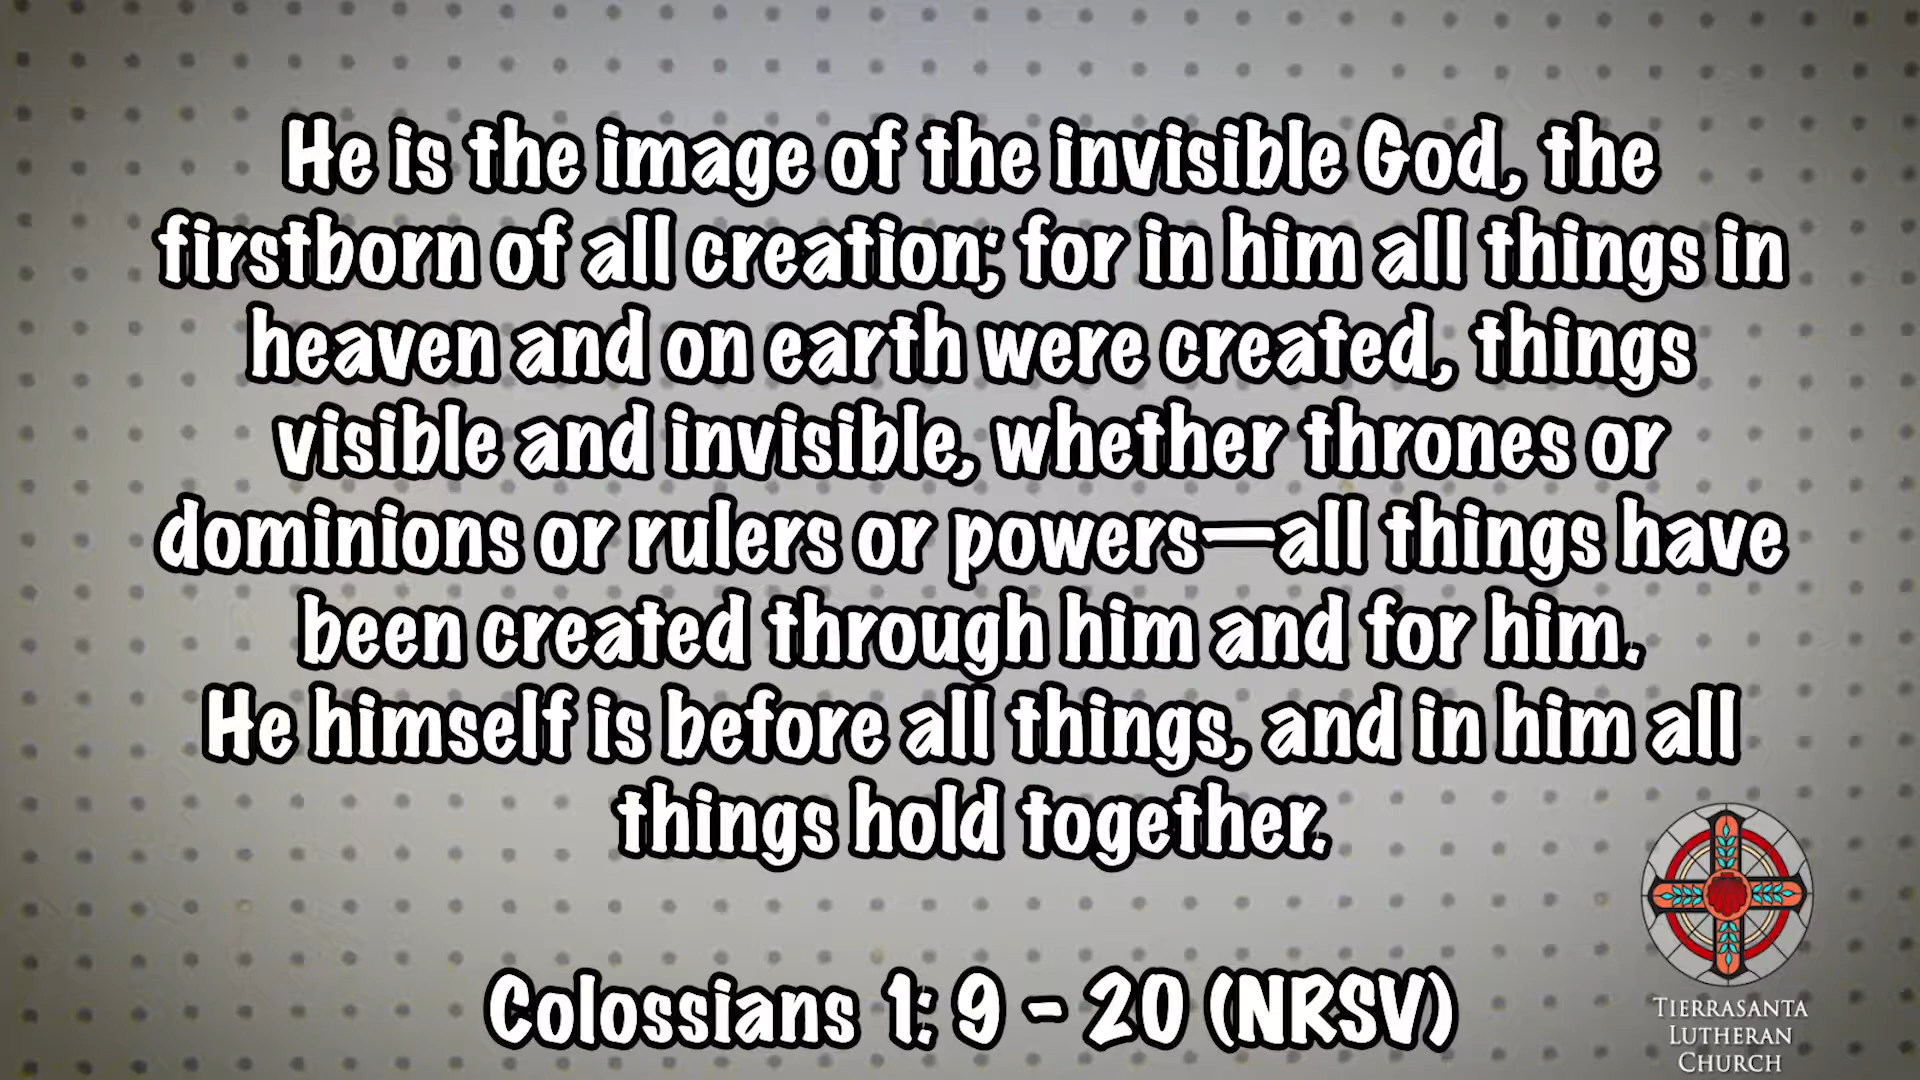 He is the image of the invisible God, the
firstborn of all creation; for in him all things in
heaven and on earth were created, things
visible and invisible, whether thrones or
dominions or rulers or powers—all things have
been created through him and for him.
He himself is before all things, and in him all
things hold together.
Colossians 1: 9 - 20 (NRSV)
TIERRASANTA
LUTHERAN
CHURCH